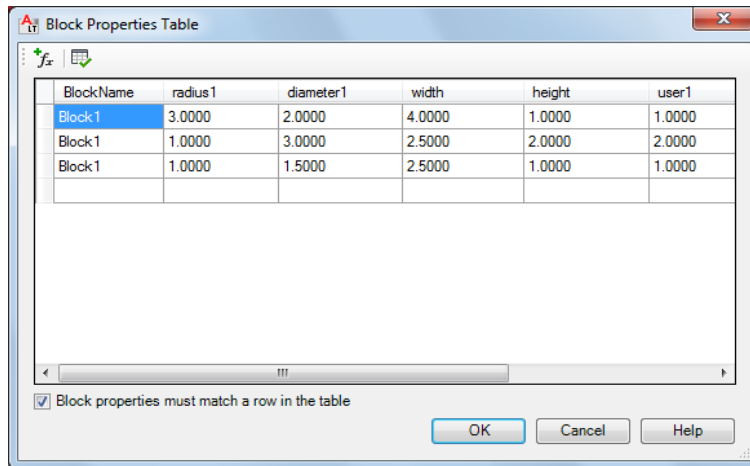 A LT Block Properties Table
fx
BlockName radius1 diameter1 width height user1
Block1 3.0000 2.0000 4.0000 1.0000 1.0000
Block1 1.0000 3.0000 2.5000 2.0000 2.0000
Block1 1.0000 1.5000 2.5000 1.0000 1.0000
Block properties must match a row in the table
OK Cancel Help